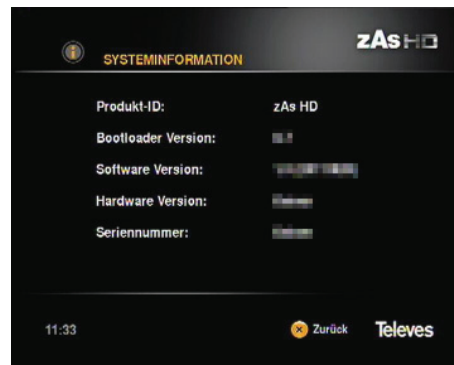 zAs HD
SYSTEMINFORMATION
Produkt-ID: zAs HD
Bootloader Version:
Software Version:
Hardware Version:
Seriennummer:
11:33
Zurück
Televes